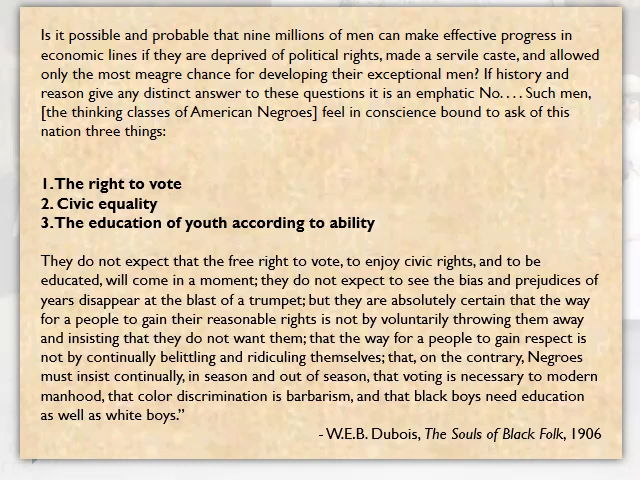 Is it possible and probable that nine millions of men can make effective progress in
economic lines if they are deprived of political rights, made a servile caste, and allowed
only the most meagre chance for developing their exceptional men? If history and
reason give any distinct answer to these questions it is an emphatic No. . . . Such men,
[the thinking classes of American Negroes] feel in conscience bound to ask of this
nation three things:
1. The right to vote
2. Civic equality
3. The education of youth according to ability
They do not expect that the free right to vote, to enjoy civic rights, and to be
educated, will come in a moment; they do not expect to see the bias and prejudices of
years disappear at the blast of a trumpet; but they are absolutely certain that the way
for a people to gain their reasonable rights is not by voluntarily throwing them away
and insisting that they do not want them; that the way for a people to gain respect is
not by continually belittling and ridiculing themselves; that, on the contrary, Negroes
must insist continually, in season and out of season, that voting is necessary to modern
manhood, that color discrimination is barbarism, and that black boys need education
as well as white boys.”
- W.E.B. Dubois, The Souls of Black Folk, 1906